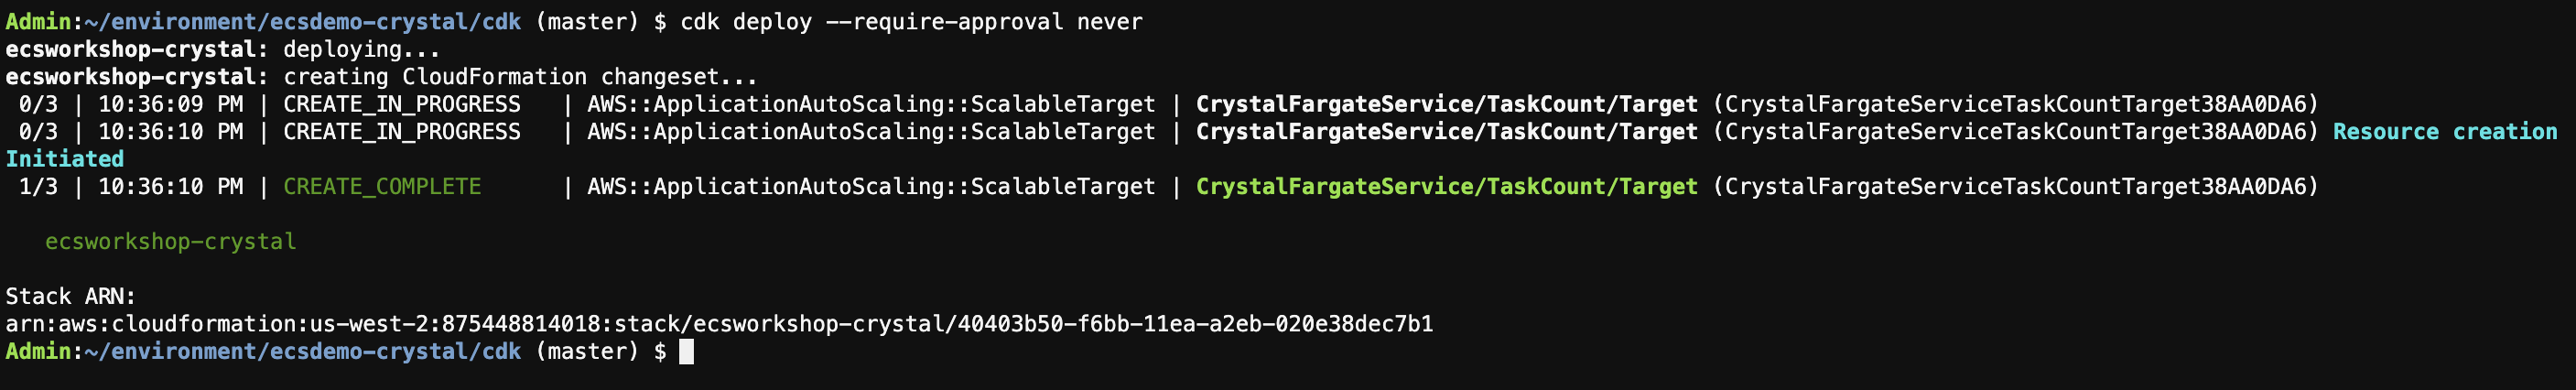 Admin:~/environment/ecsdemo-crystal/cdk (master) $ cdk deploy --require-approval never
ecsworkshop-crystal: deploying...
ecsworkshop-crystal: creating CloudFormation changeset...
 0/3 | 10:36:09 PM | CREATE_IN_PROGRESS   | AWS::ApplicationAutoScaling::ScalableTarget | CrystalFargateService/TaskCount/Target (CrystalFargateServiceTaskCountTarget38AA0DA6)
 0/3 | 10:36:10 PM | CREATE_IN_PROGRESS   | AWS::ApplicationAutoScaling::ScalableTarget | CrystalFargateService/TaskCount/Target (CrystalFargateServiceTaskCountTarget38AA0DA6) Resource creation
Initiated
 1/3 | 10:36:10 PM | CREATE_COMPLETE      | AWS::ApplicationAutoScaling::ScalableTarget | CrystalFargateService/TaskCount/Target (CrystalFargateServiceTaskCountTarget38AA0DA6)
ecsworkshop-crystal
Stack ARN:
arn:aws:cloudformation:us-west-2:875448814018:stack/ecsworkshop-crystal/40403b50-f6bb-11ea-a2eb-020e38dec7b1
Admin:~/environment/ecsdemo-crystal/cdk (master) $